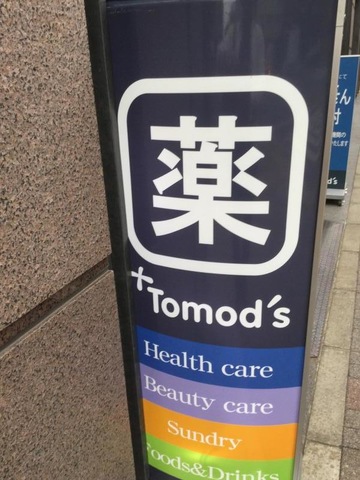 薬
Tomod's
Health care
Beauty care
Sundry
Foods&Drinks